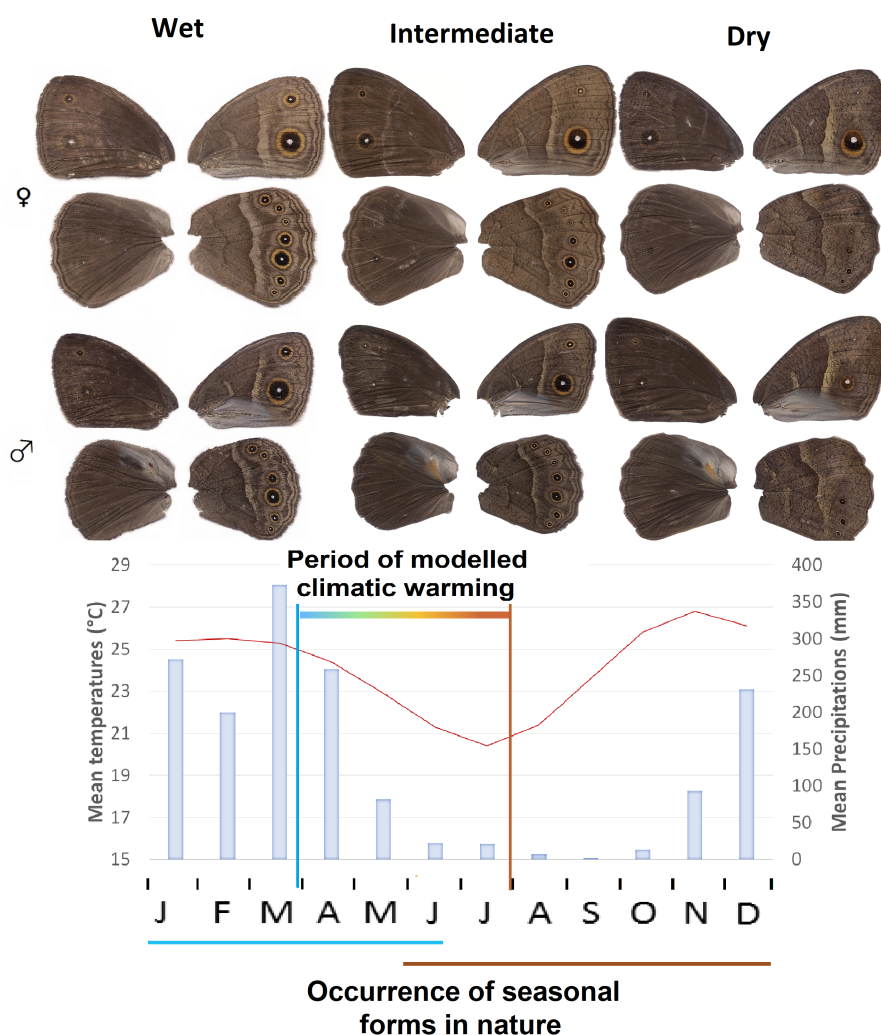 Wet
Intermediate
Dry
♀
♂
Period of modelled
climatic warming
Mean temperatures (°C)
29
27
25
23
21
19
17
15
400
350
300
250
200
150
100
50
0
Mean Precipitations (mm)
J F M A M J J A S O N D
Occurrence of seasonal
forms in nature